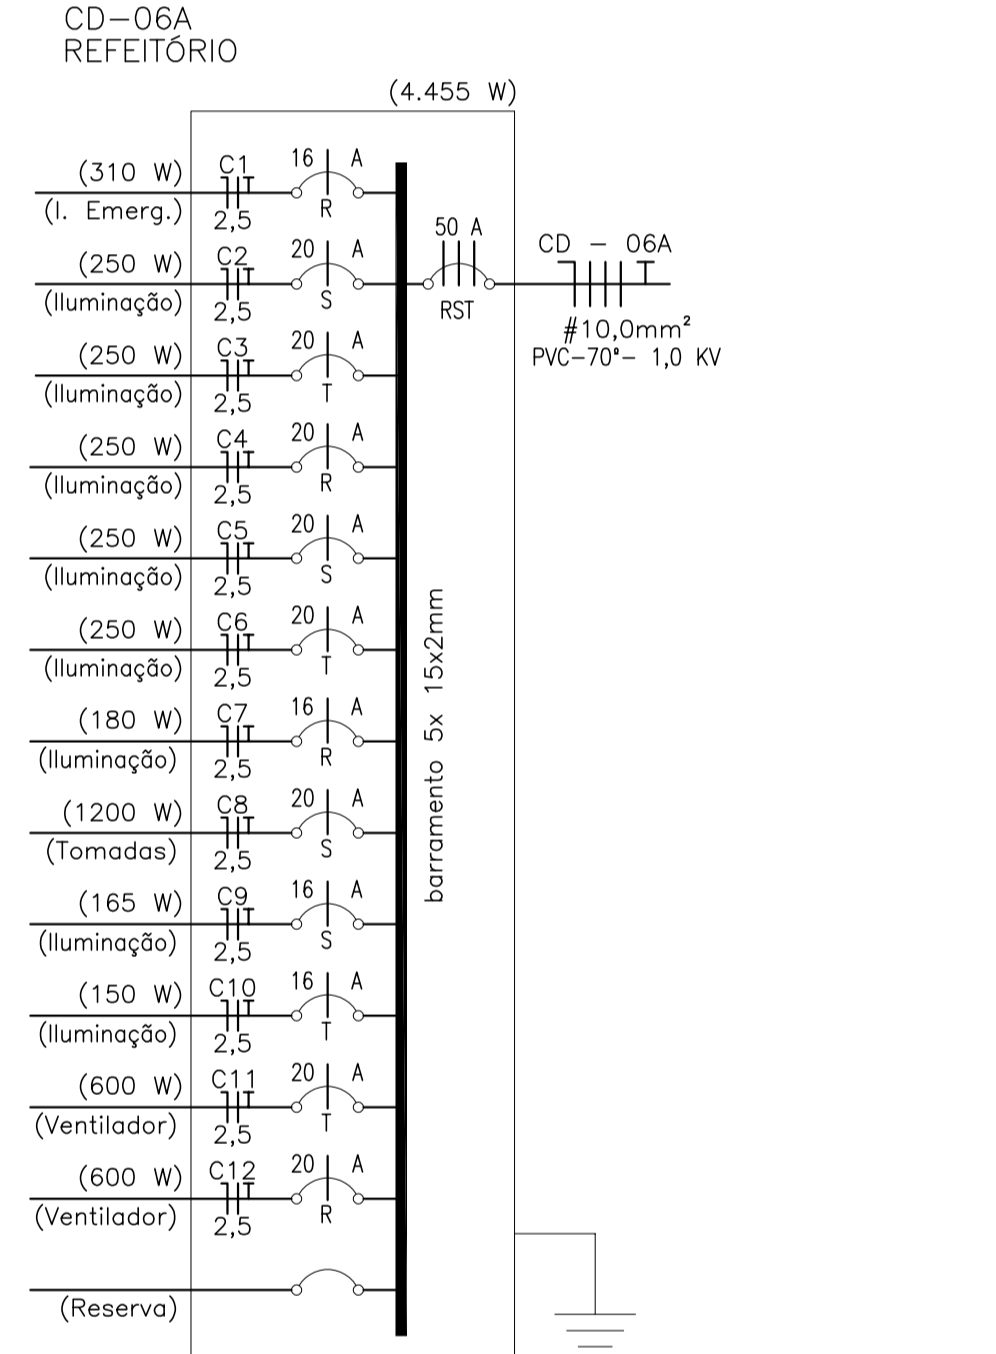 CD-06A
REFEITÓRIO
(4.455 W)
(310 W) C1 16 A
(I. Emerg.) 2,5 R
(250 W) C2 20 A
(Iluminação) 2,5 S
50 A
RST
CD - 06A
#10,0mm²
PVC-70°- 1,0 KV
(250 W) C3 20 A
(Iluminação) 2,5 T
(250 W) C4 20 A
(Iluminação) 2,5 R
(250 W) C5 20 A
(Iluminação) 2,5 S
(250 W) C6 20 A
(Iluminação) 2,5 T
barramento 5x 15x2mm
(180 W) C7 16 A
(Iluminação) 2,5 R
(1200 W) C8 20 A
(Tomadas) 2,5 S
(165 W) C9 16 A
(Iluminação) 2,5 S
(150 W) C10 16 A
(Iluminação) 2,5 T
(600 W) C11 20 A
(Ventilador) 2,5 T
(600 W) C12 20 A
(Ventilador) 2,5 R
(Reserva)